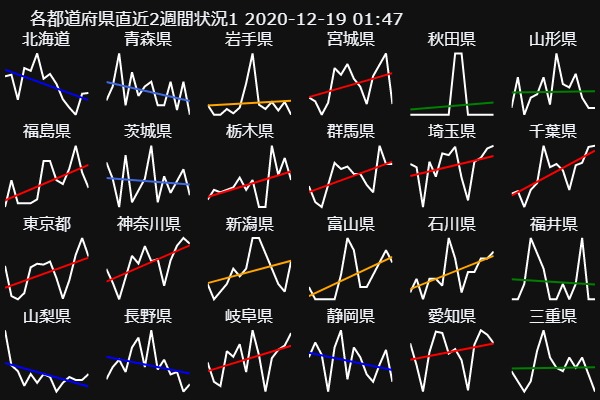 各都道府県直近2週間状況1 2020-12-19 01:47
北海道 青森県 岩手県 宮城県 秋田県 山形県
福島県 茨城県 栃木県 群馬県 埼玉県 千葉県
東京都 神奈川県 新潟県 富山県 石川県 福井県
山梨県 長野県 岐阜県 静岡県 愛知県 三重県